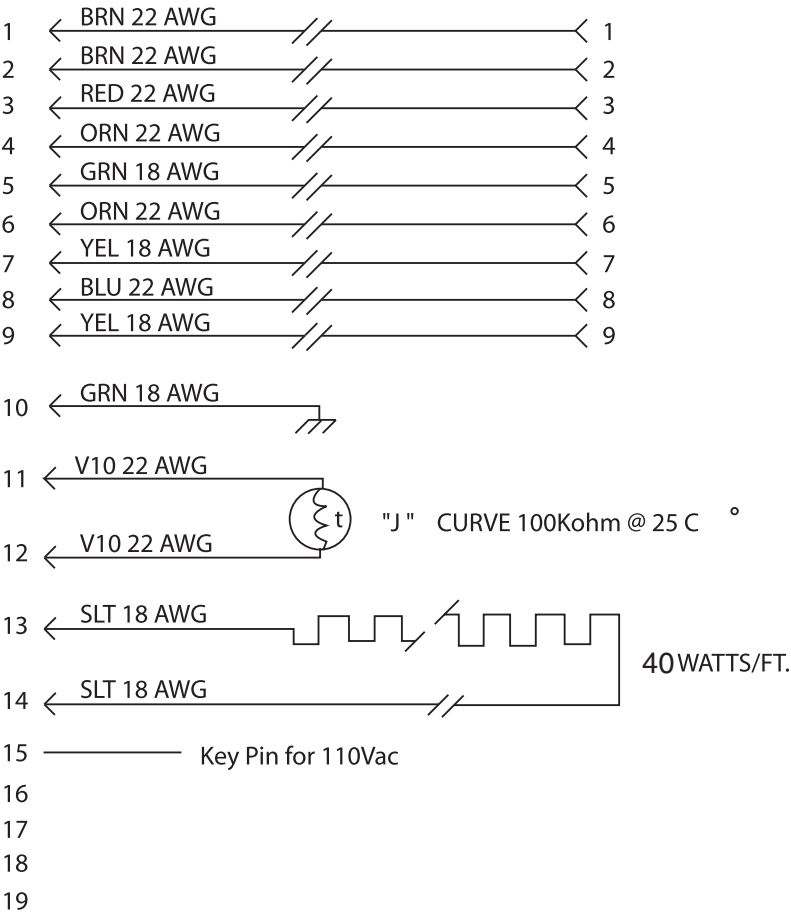 1 BRN 22 AWG 1
2 BRN 22 AWG 2
3 RED 22 AWG 3
4 ORN 22 AWG 4
5 GRN 18 AWG 5
6 ORN 22 AWG 6
7 YEL 18 AWG 7
8 BLU 22 AWG 8
9 YEL 18 AWG 9
10 GRN 18 AWG
11 V10 22 AWG
t "J " CURVE 100Kohm @ 25 C °
12 V10 22 AWG
13 SLT 18 AWG
40 WATTS/FT.
14 SLT 18 AWG
15 Key Pin for 110Vac
16
17
18
19